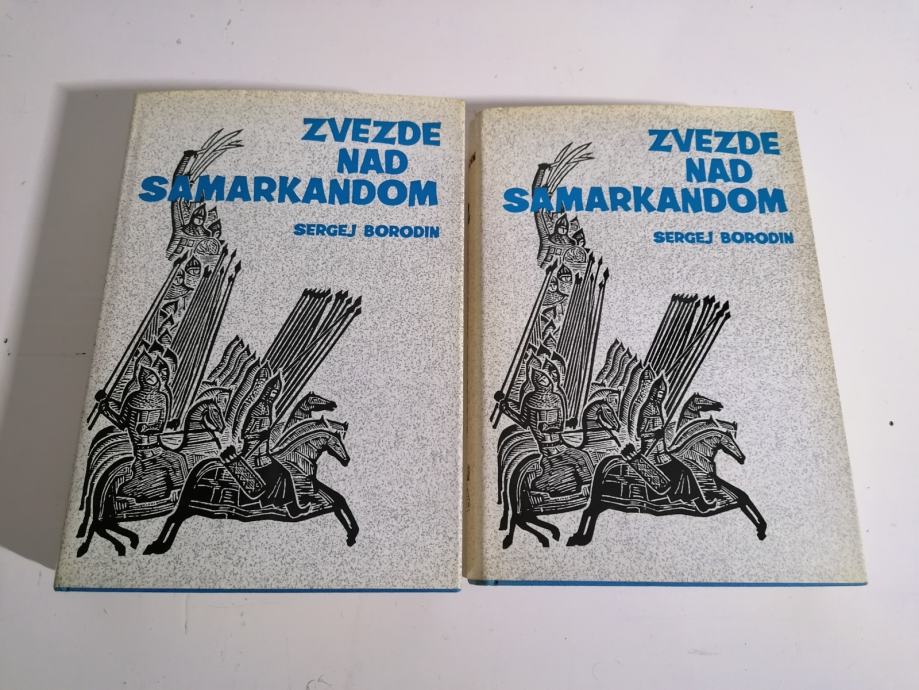 ZVEZDE
NAD
SAMARKANDOM
SERGEJ BORODIN
ZVEZDE
NAD
SAMARKANDOM
SERGEJ BORODIN